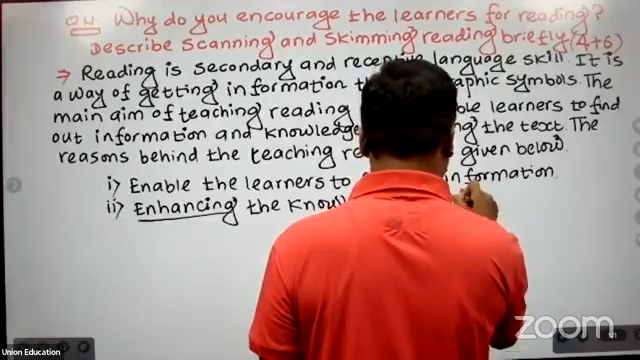 QN. Why do you encourage the learners for reading?
Describe Scanning and Skimming reading briefly (4+6)
→ Reading is secondary and receptive language skill. It is
a way of getting information graphic symbols. The
main aim of teaching reading learners to find
out information and knowledge the text. The
reasons behind the teaching given below.
i) Enable the learners to information.
ii) Enhancing the
Union Education
zoom